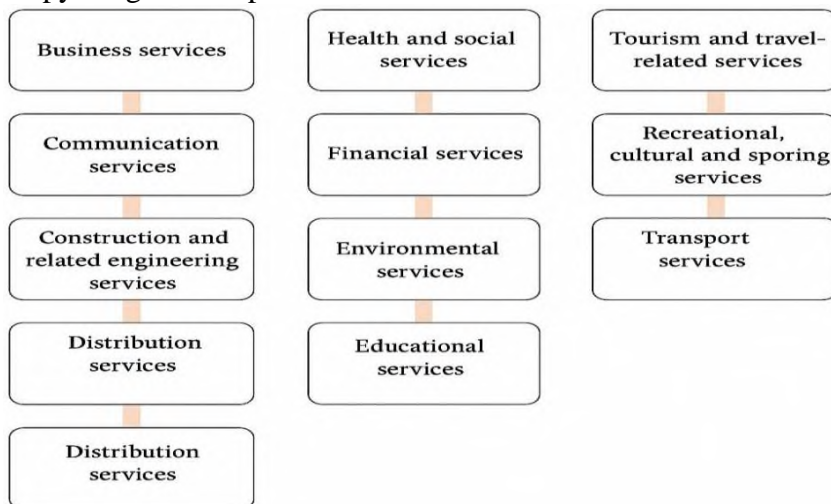 Business services
Communication
services
Construction and
related engineering
services
Distribution
services
Distribution
services
Health and social
services
Financial services
Environmental
services
Educational
services
Tourism and travel-
related services
Recreational,
cultural and sporing
services
Transport
services